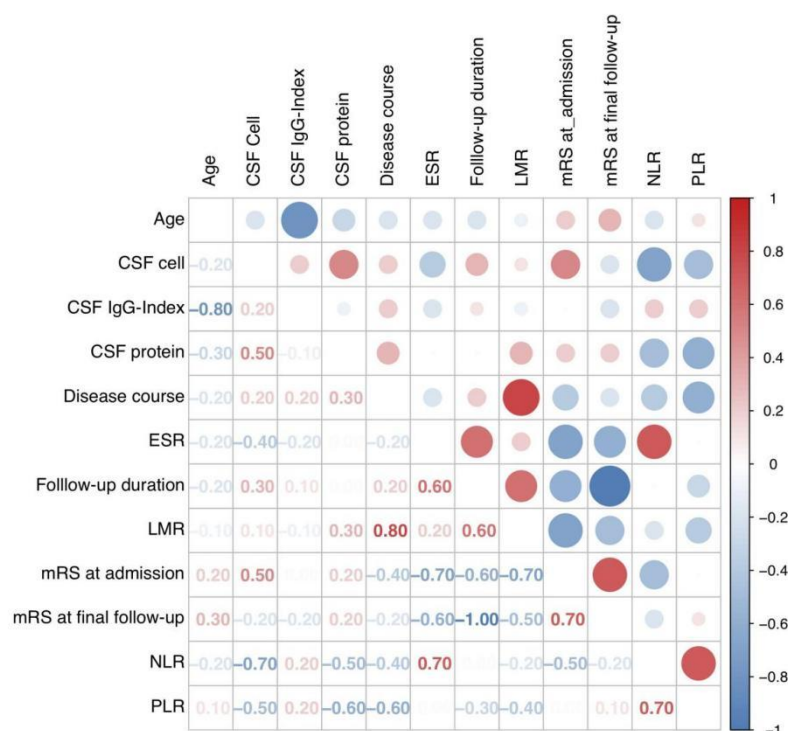 Age
CSF Cell
CSF IgG-Index
CSF protein
Disease course
ESR
Folllow-up duration
LMR
mRS at_admission
mRS at final follow-up
NLR
PLR
Age
CSF cell −0.20
CSF IgG-Index −0.80 0.20
CSF protein −0.30 0.50 −0.10
Disease course −0.20 0.20 0.20 0.30
ESR −0.20 −0.40 −0.20 −0.20
Folllow-up duration −0.20 0.30 0.10 0.20 0.60
LMR −0.10 0.10 −0.10 0.30 0.80 0.20 0.60
mRS at admission 0.20 0.50 0.20 −0.40 −0.70 −0.60 −0.70
mRS at final follow-up 0.30 −0.20 −0.20 0.20 −0.20 −0.60 −1.00 −0.50 0.70
NLR −0.20 −0.70 0.20 −0.50 −0.40 0.70 −0.20 −0.50 −0.20
PLR 0.10 −0.50 0.20 −0.60 −0.60 −0.30 −0.40 0.10 0.70
1
0.8
0.6
0.4
0.2
0
−0.2
−0.4
−0.6
−0.8
−1